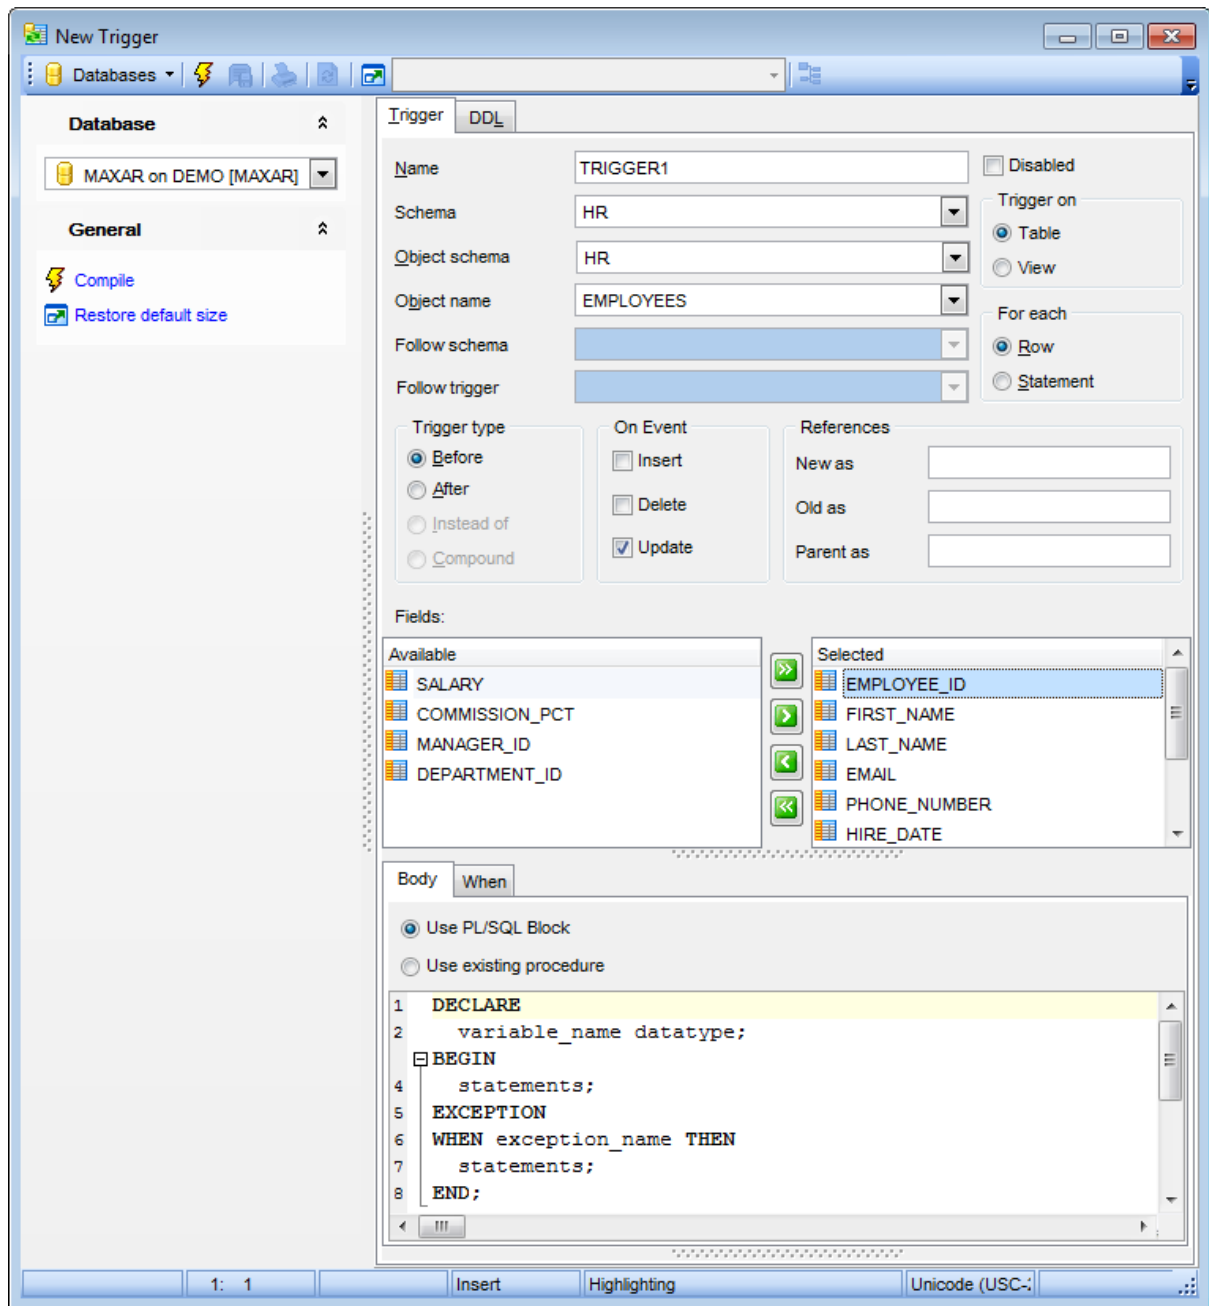 New Trigger
Databases
Database
MAXAR on DEMO [MAXAR]
General
Compile
Restore default size
Trigger DDL
Name TRIGGER1 Disabled
Schema HR
Trigger on
Table
View
Object schema HR
Object name EMPLOYEES
For each
Row
Statement
Follow schema
Follow trigger
Trigger type
Before
After
Instead of
Compound
On Event
Insert
Delete
Update
References
New as
Old as
Parent as
Fields:
Available
SALARY
COMMISSION_PCT
MANAGER_ID
DEPARTMENT_ID
Selected
EMPLOYEE_ID
FIRST_NAME
LAST_NAME
EMAIL
PHONE_NUMBER
HIRE_DATE
Body When
Use PL/SQL Block
Use existing procedure
1 DECLARE
2 variable_name datatype;
BEGIN
4 statements;
5 EXCEPTION
6 WHEN exception_name THEN
7 statements;
8 END;
1: 1 Insert Highlighting Unicode (USC-